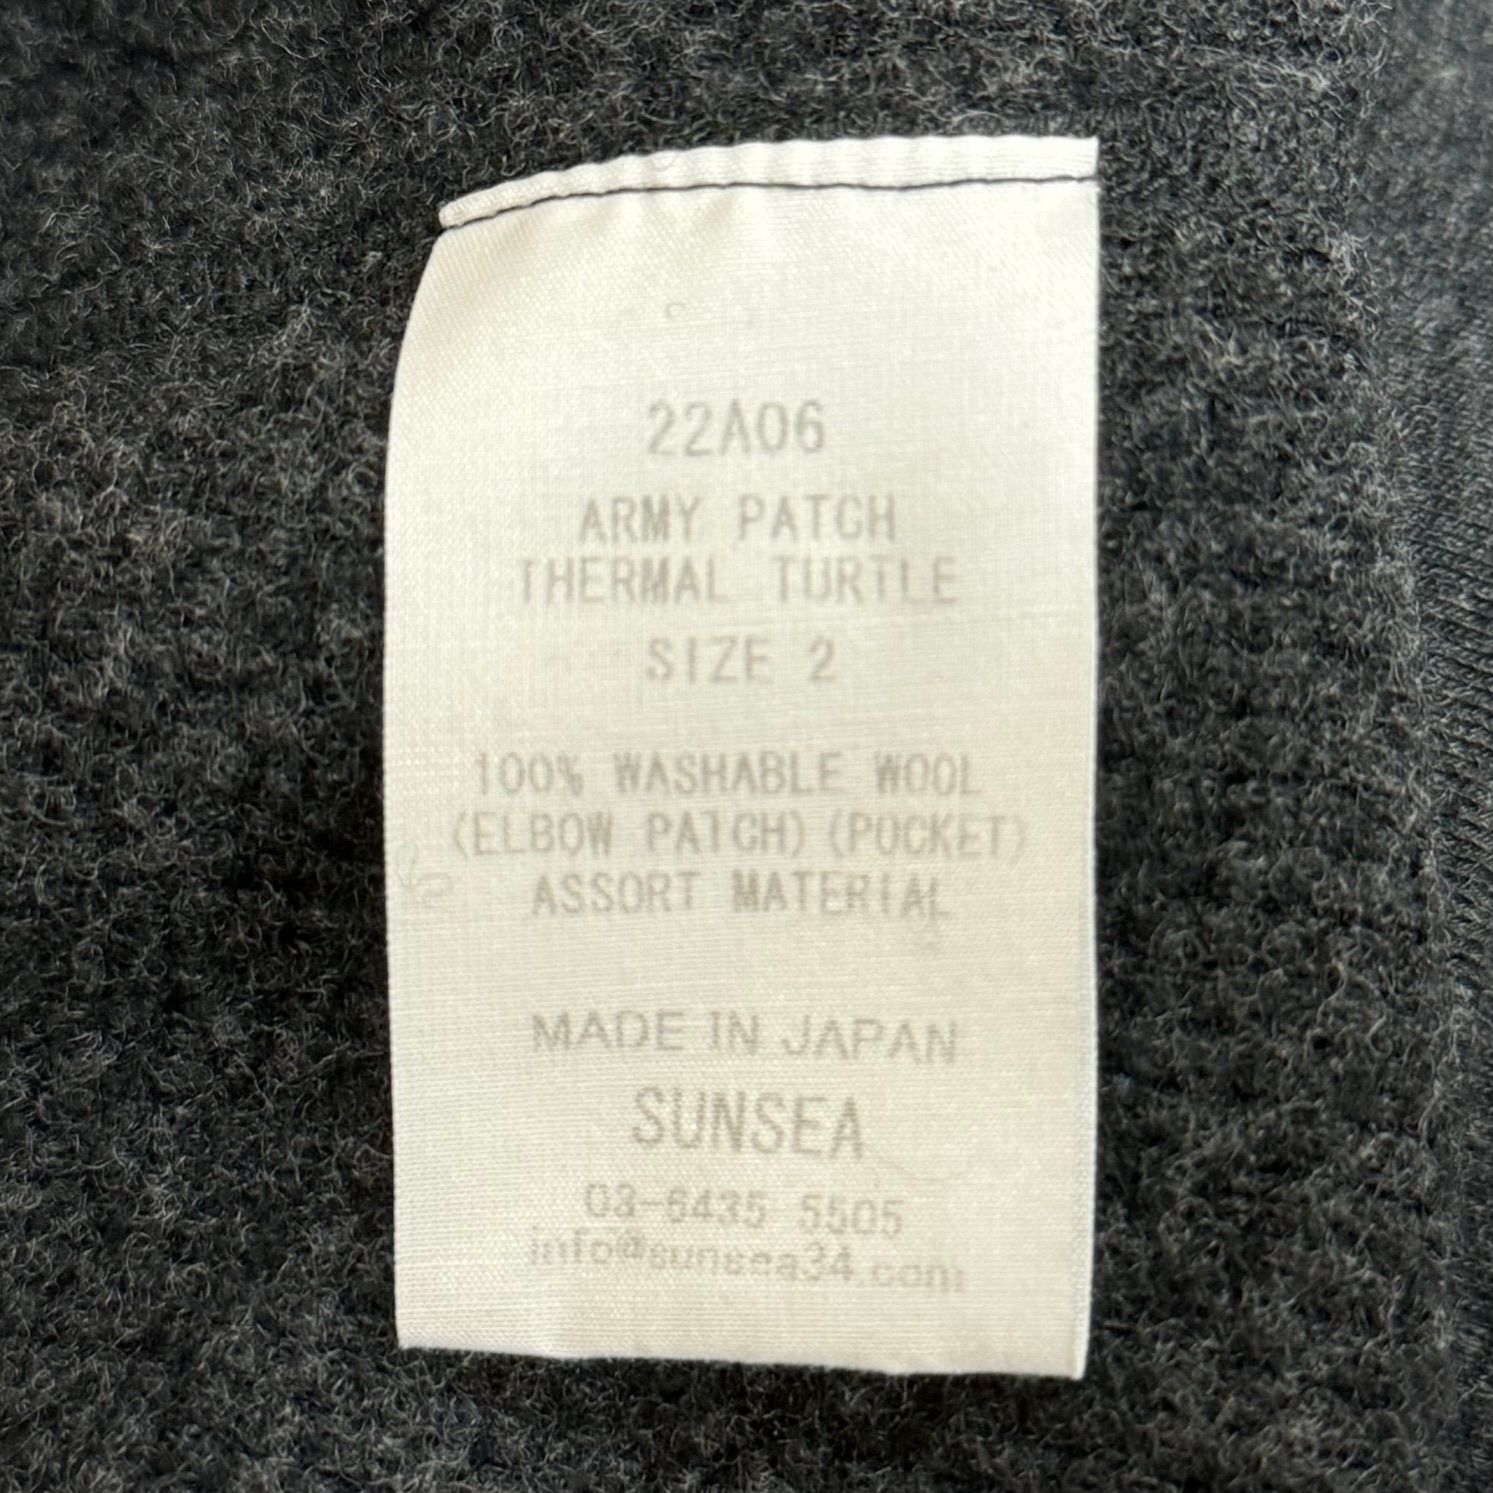 22A06
ARMY PATCH
THERMAL TURTLE
SIZE 2
100% WASHABLE WOOL
(ELBOW PATCH)(POCKET)
ASSORT MATERIAL
MADE IN JAPAN
SUNSEA
03-6435 5505
info@sunsea34.com